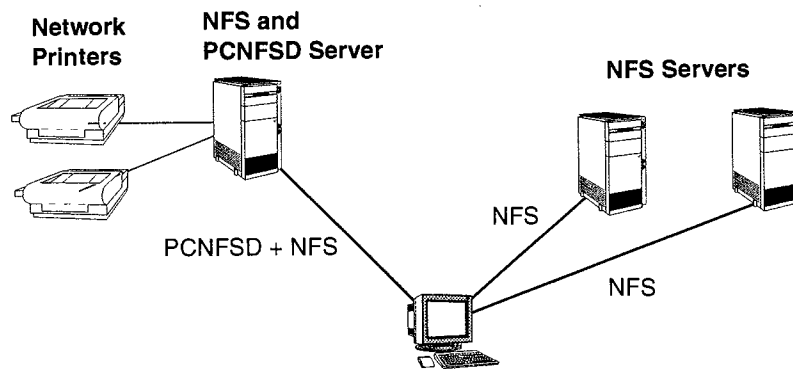 Network
Printers
NFS and
PCNFSD Server
NFS Servers
NFS
PCNFSD + NFS
NFS